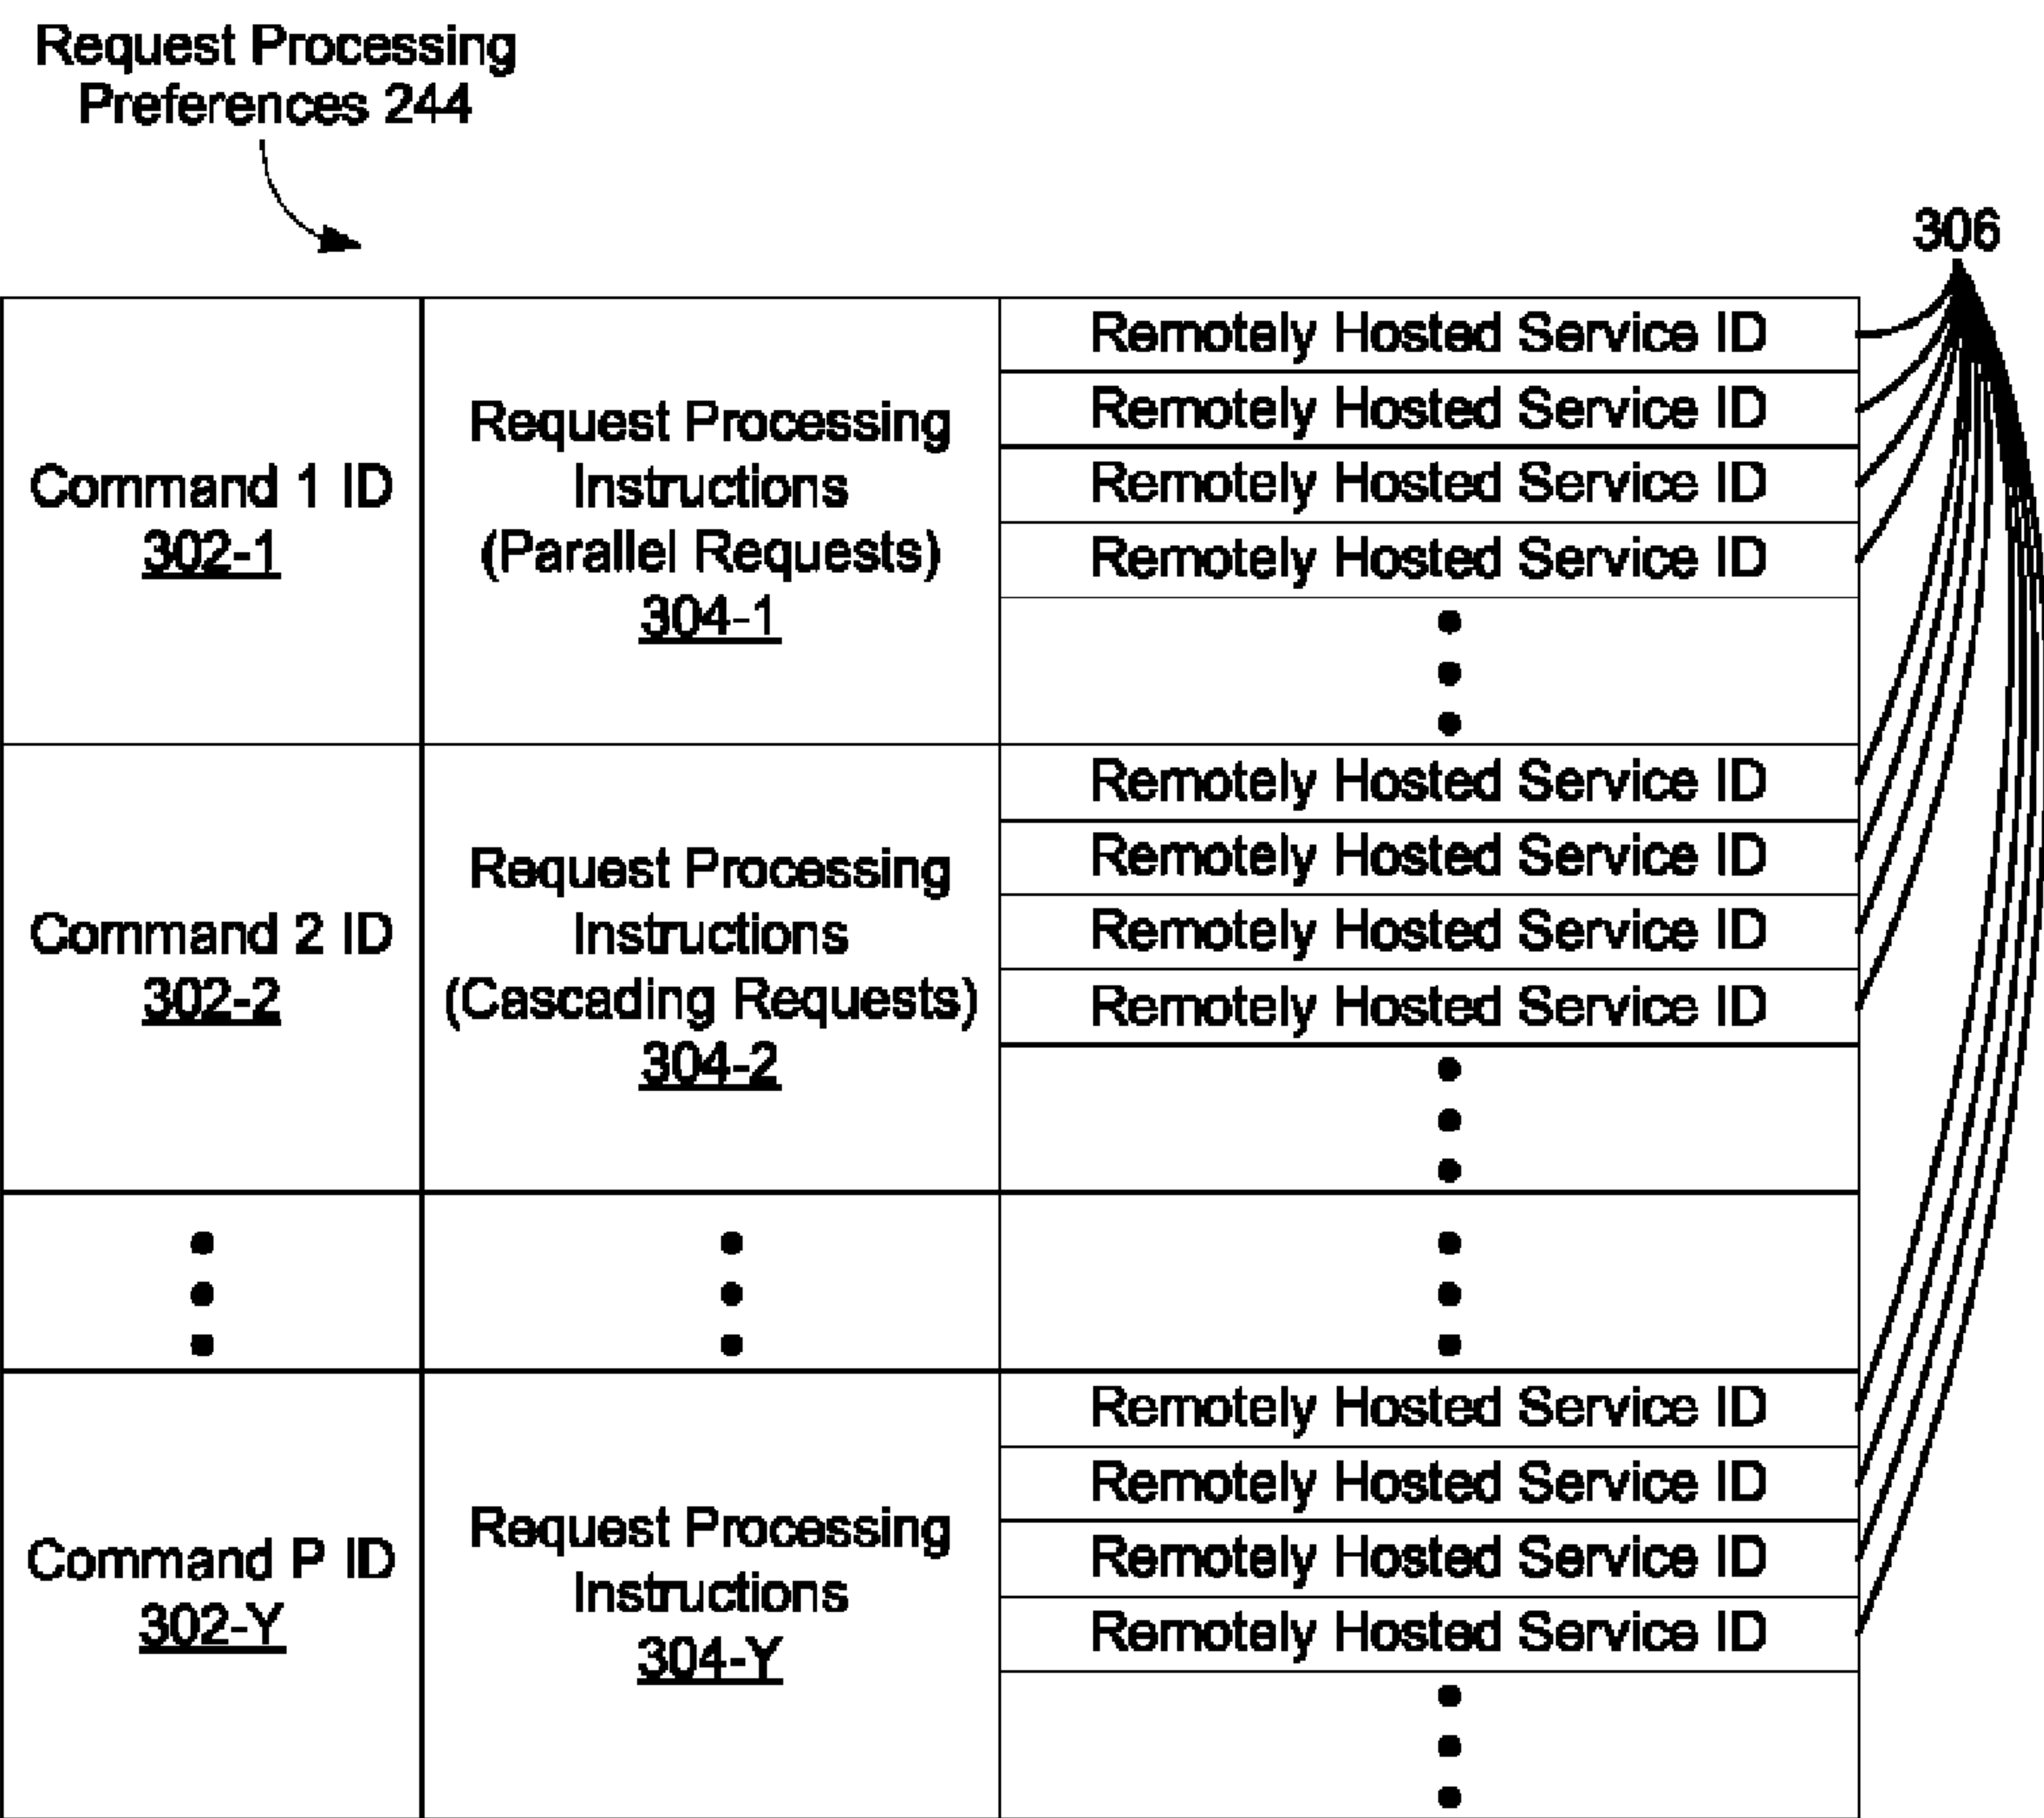 Request Processing
Preferences 244
306
Command 1 ID
302-1
Request Processing
Instructions
(Parallel Requests)
304-1
Remotely Hosted Service ID
Remotely Hosted Service ID
Remotely Hosted Service ID
Remotely Hosted Service ID
Command 2 ID
302-2
Request Processing
Instructions
(Cascading Requests)
304-2
Remotely Hosted Service ID
Remotely Hosted Service ID
Remotely Hosted Service ID
Remotely Hosted Service ID
Command P ID
302-Y
Request Processing
Instructions
304-Y
Remotely Hosted Service ID
Remotely Hosted Service ID
Remotely Hosted Service ID
Remotely Hosted Service ID